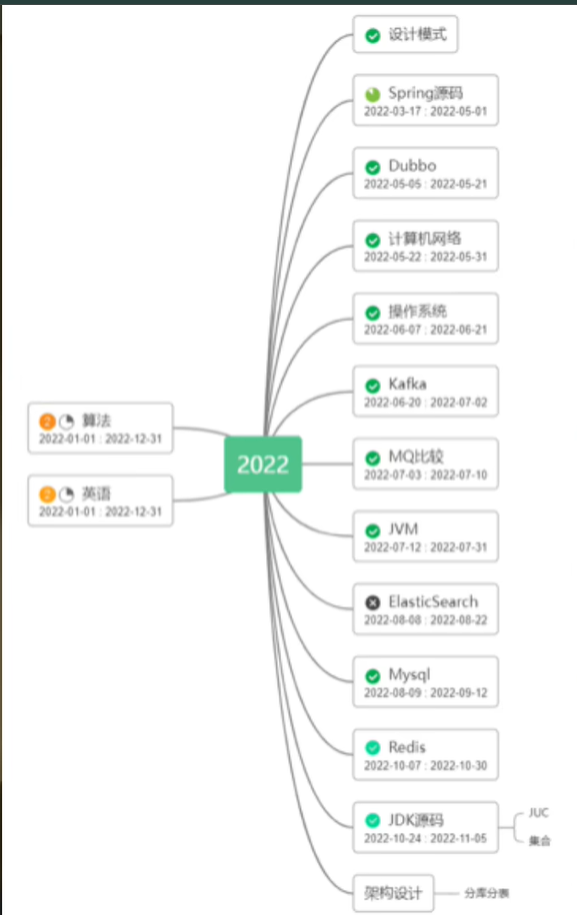 设计模式
Spring源码
2022-03-17 : 2022-05-01
Dubbo
2022-05-05 : 2022-05-21
计算机网络
2022-05-22 : 2022-05-31
操作系统
2022-06-07 : 2022-06-21
Kafka
2022-06-20 : 2022-07-02
2 算法
2022-01-01 : 2022-12-31
2022
MQ比较
2022-07-03 : 2022-07-10
2 英语
2022-01-01 : 2022-12-31
JVM
2022-07-12 : 2022-07-31
ElasticSearch
2022-08-08 : 2022-08-22
Mysql
2022-08-09 : 2022-09-12
Redis
2022-10-07 : 2022-10-30
JDK源码
2022-10-24 : 2022-11-05
JUC
集合
架构设计
分库分表